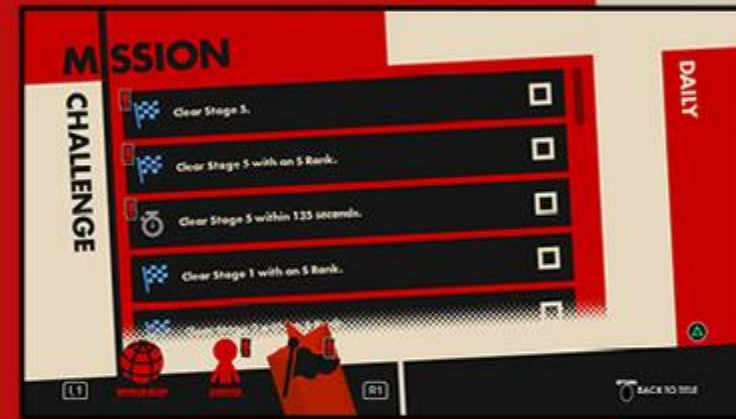 MISSION
CHALLENGE
DAILY
Clear Stage 5.
Clear Stage 5 with an S Rank.
Clear Stage 5 within 135 seconds.
Clear Stage 1 with an S Rank.
L1
R1
BACK TO TITLE